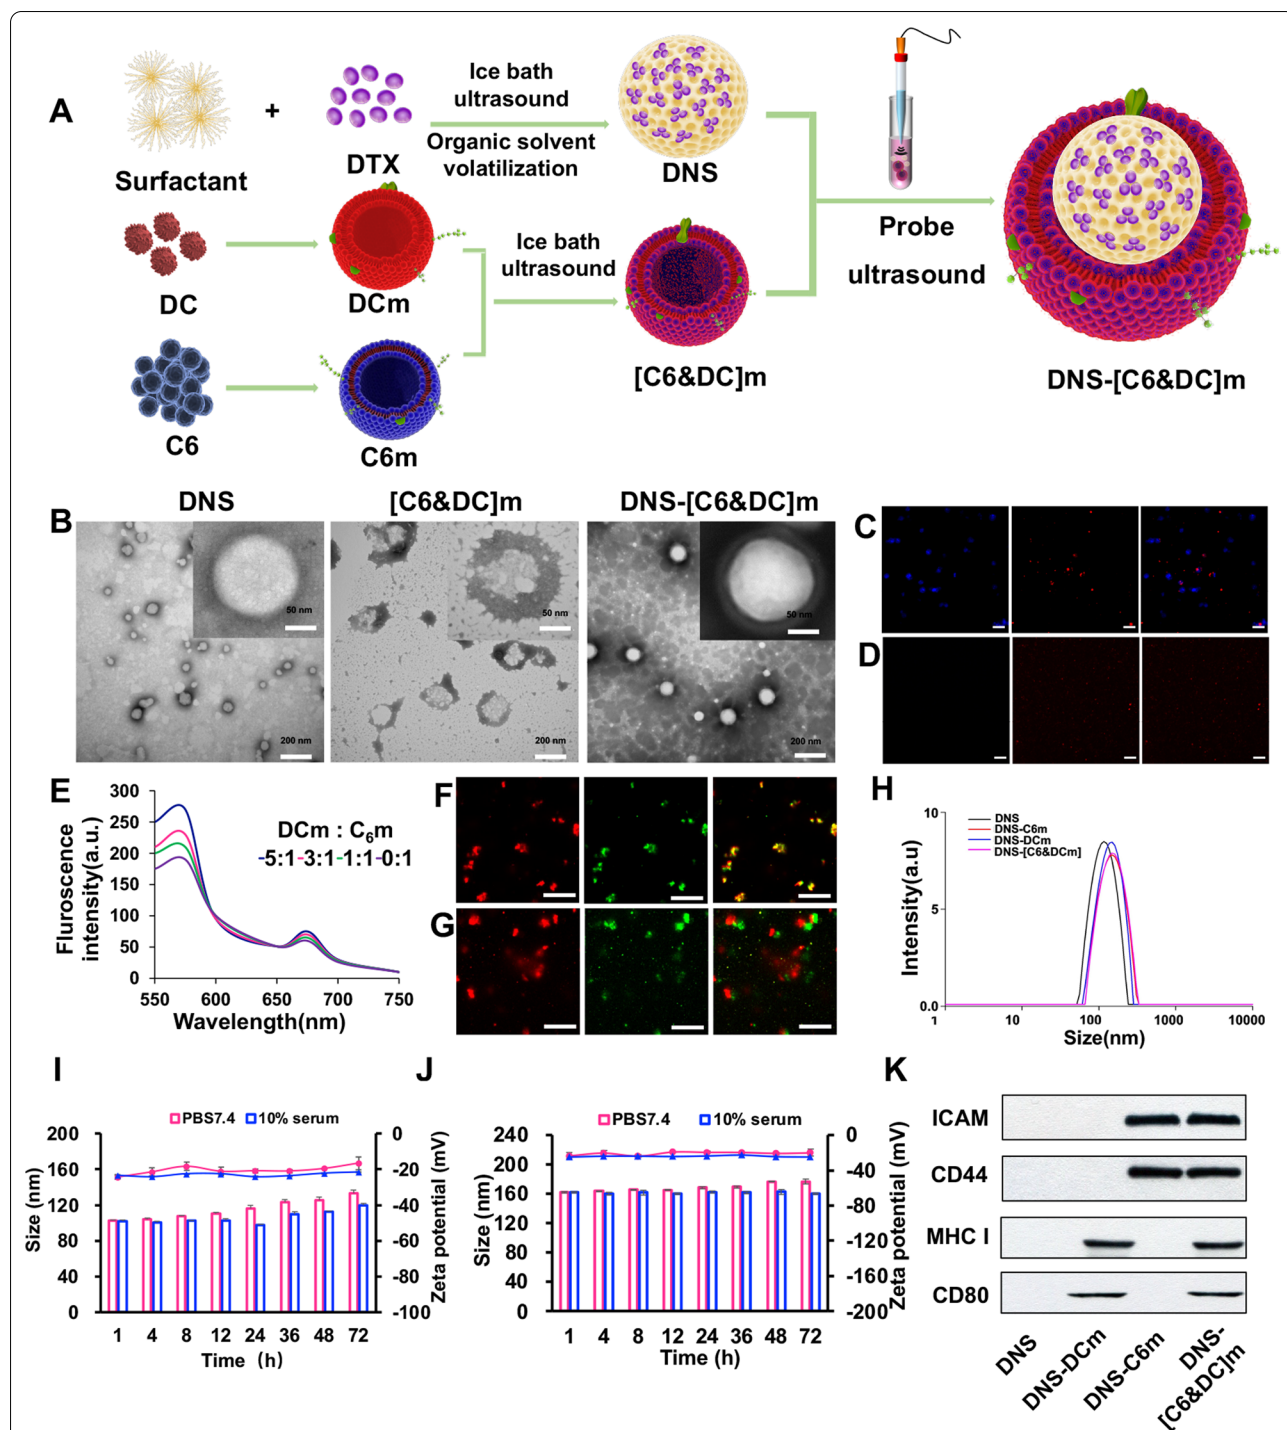 A
Surfactant
+
DTX
Ice bath
ultrasound
Organic solvent
volatilization
DNS
DC
DCm
C6
C6m
Ice bath
ultrasound
[C6&DC]m
Probe
ultrasound
DNS-[C6&DC]m
B
DNS
[C6&DC]m
DNS-[C6&DC]m
50 nm
200 nm
50 nm
200 nm
50 nm
200 nm
C
D
E
Fluroscence
intensity(a.u.)
300
250
200
150
100
50
0
DCm : C6m
-5:1-3:1-1:1-0:1
550
600
650
700
750
Wavelength(nm)
F
G
H
Intensity(a.u)
10
5
0.0
DNS
DNS-C6m
DNS-DCm
DNS-[C6&DCm]
1
10
100
1000
10000
Size(nm)
I
PBS7.4
10% serum
Size (nm)
200
160
120
80
40
0
0
-20
-40
-60
-80
-100
Zeta potential (mV)
1 4 8 12 24 36 48 72
Time (h)
J
PBS7.4
10% serum
Size (nm)
240
200
160
120
80
40
0
0
-40
-80
-120
-160
-200
Zeta potential (mV)
1 4 8 12 24 36 48 72
Time (h)
K
ICAM
CD44
MHC I
CD80
DNS
DNS-DCm
DNS-C6m
DNS-
[C6&DC]m